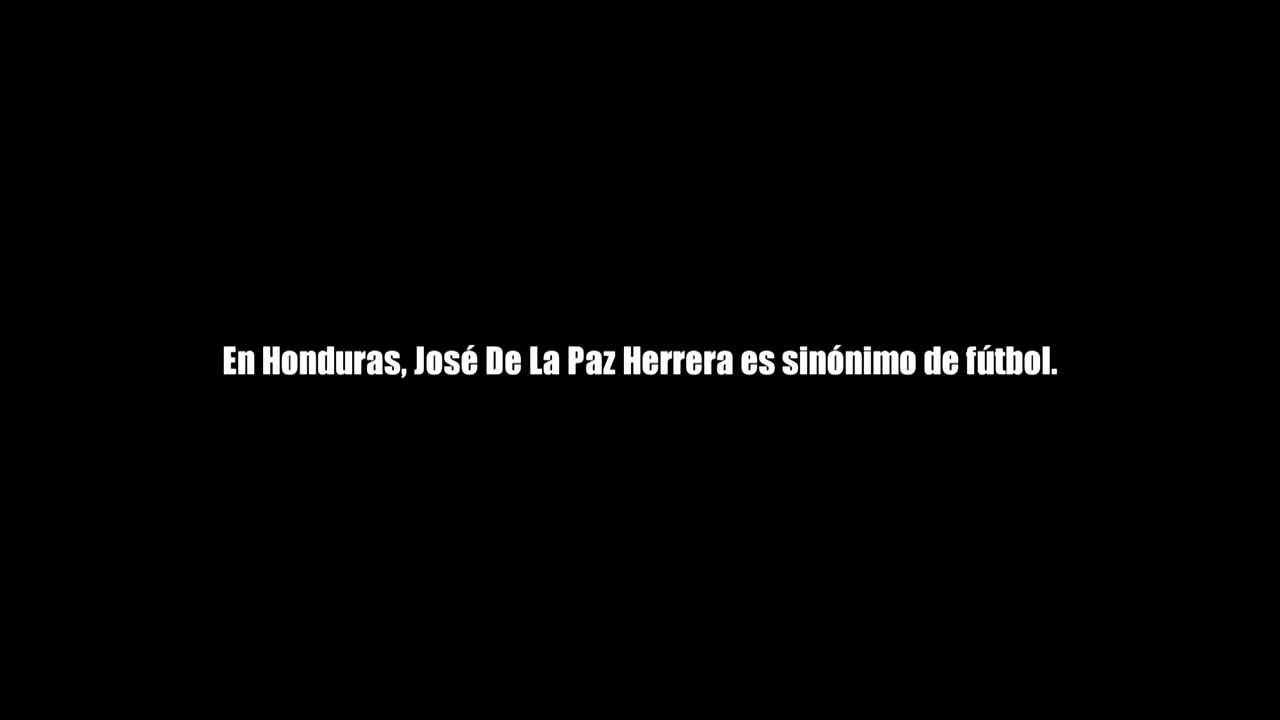 En Honduras, José De La Paz Herrera es sinónimo de fútbol.